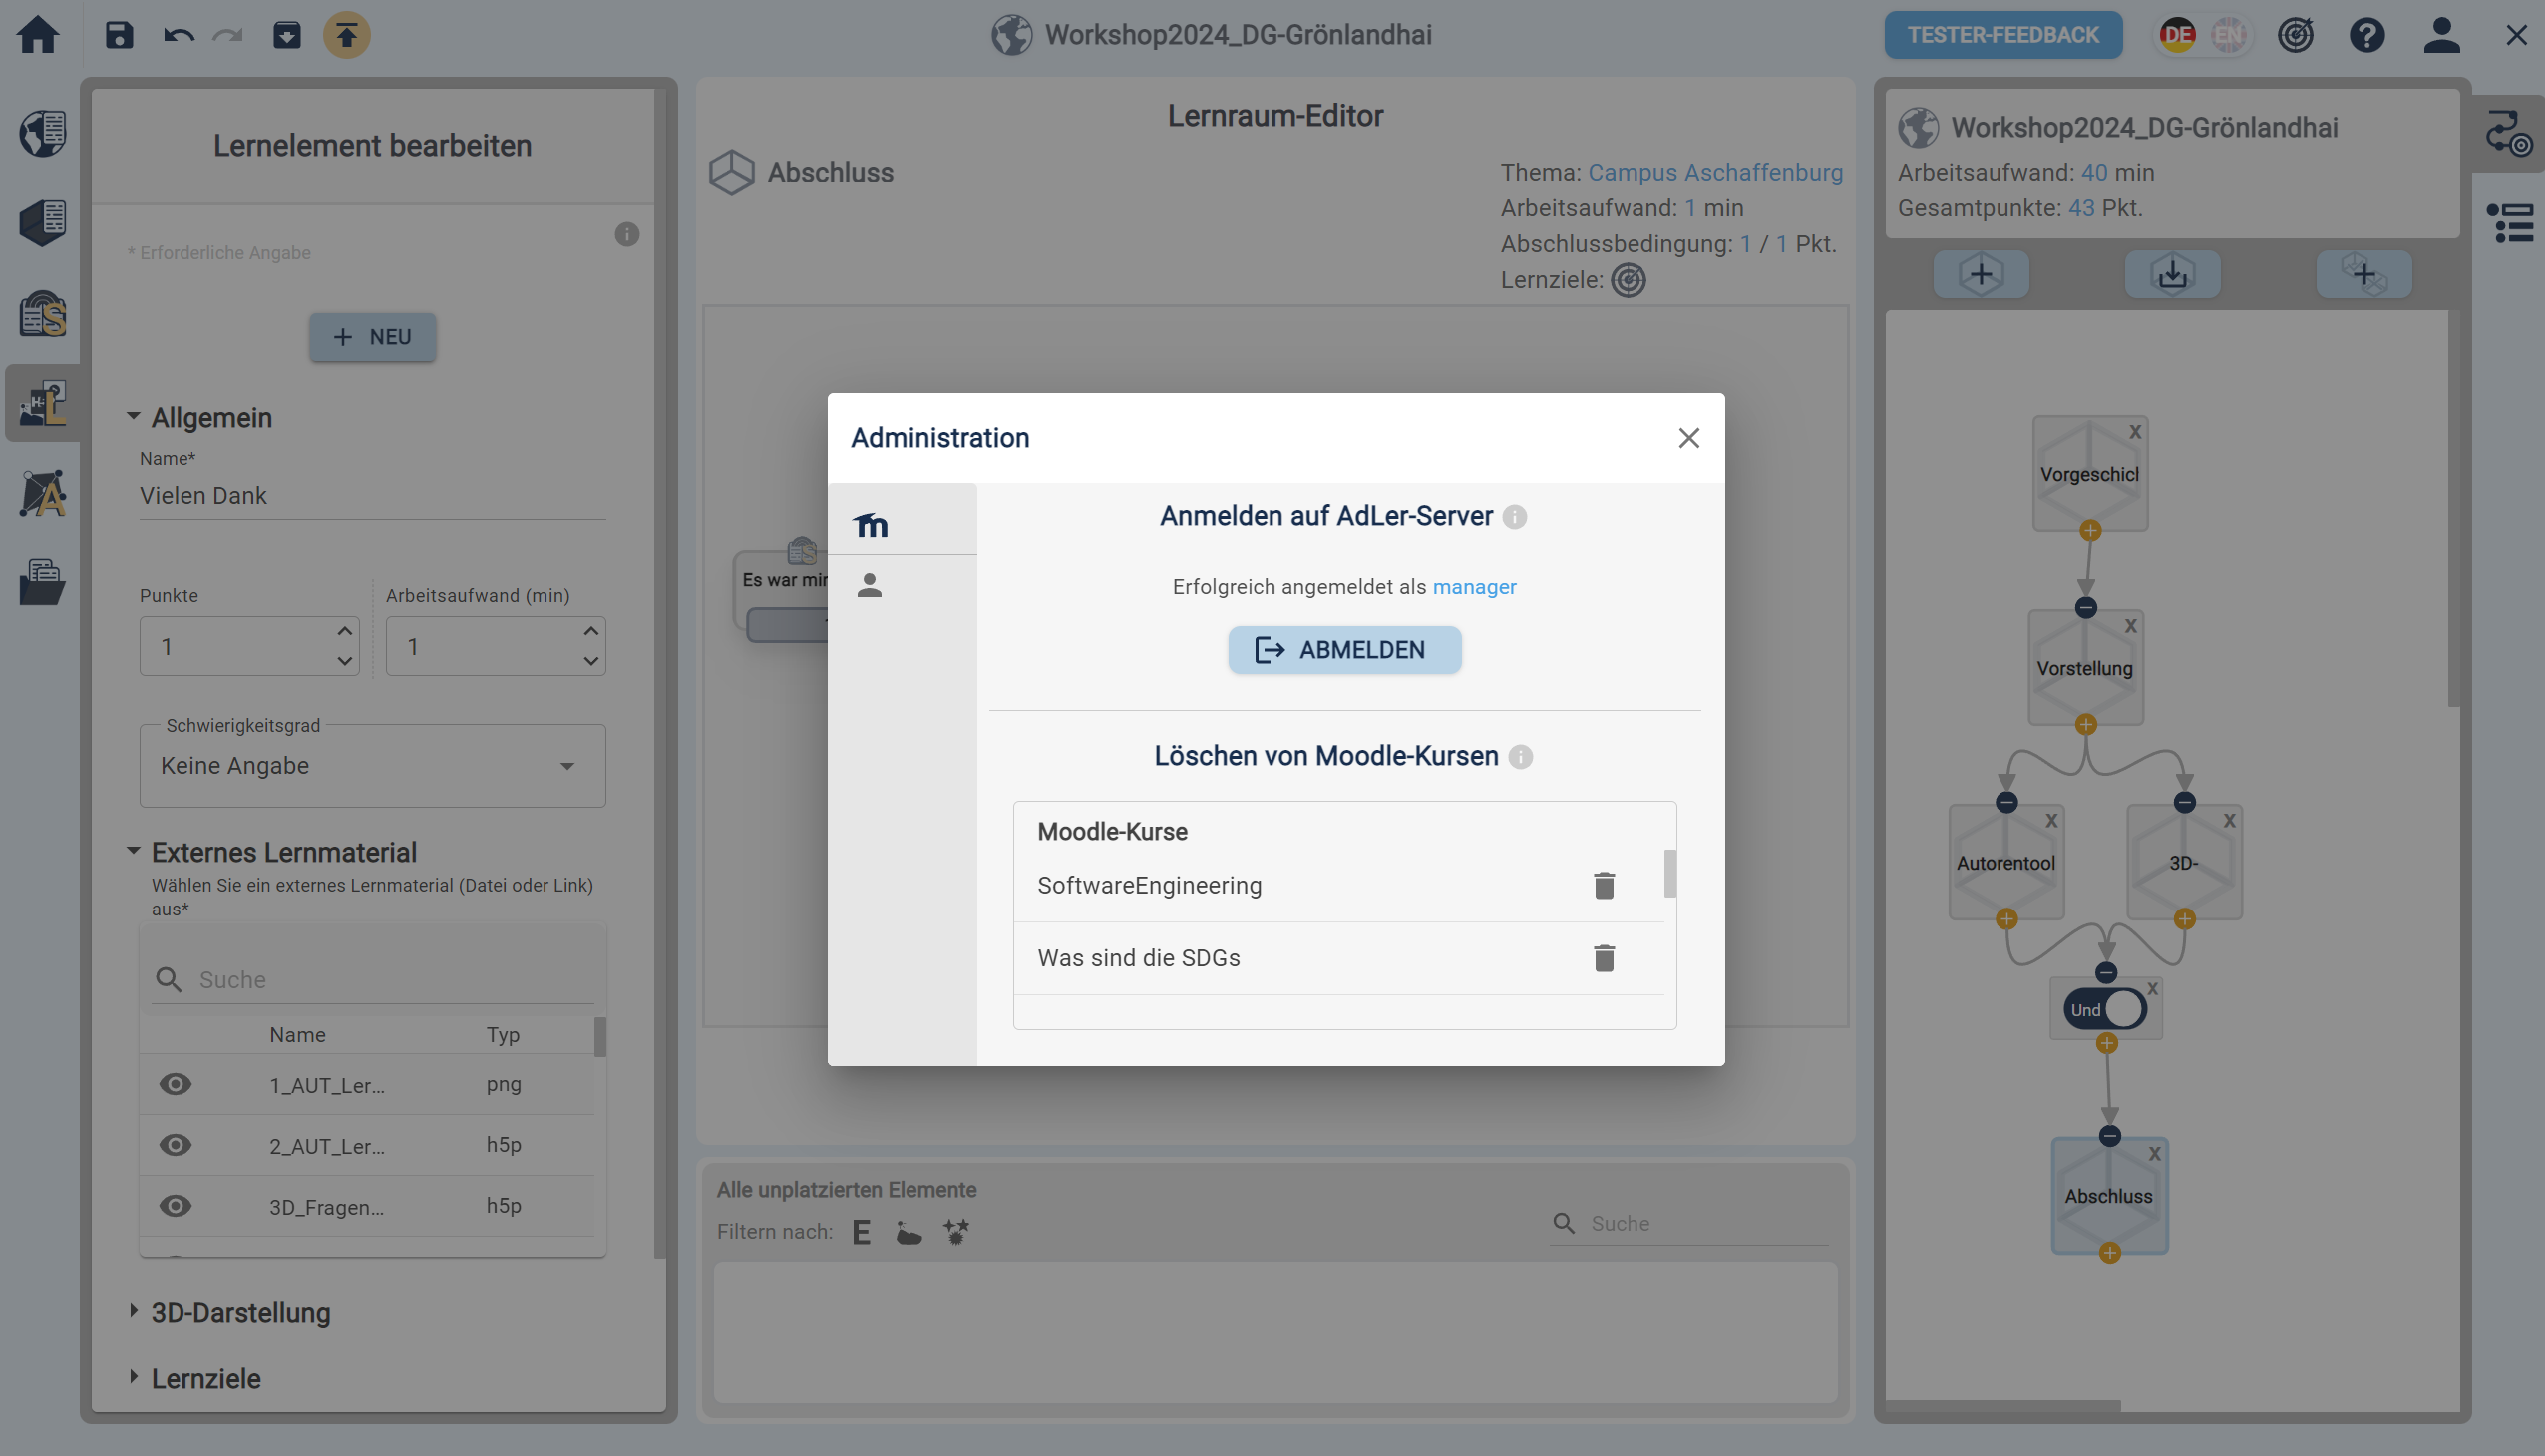 Workshop2024_DG-Grönlandhai
TESTER-FEEDBACK
DE
EN
Lernelement bearbeiten
* Erforderliche Angabe
NEU
Allgemein
Name*
Vielen Dank
Punkte
Arbeitsaufwand (min)
1
1
Schwierigkeitsgrad
Keine Angabe
Externes Lernmaterial
Wählen Sie ein externes Lernmaterial (Datei oder Link)
aus*
Suche
Name
Typ
1_AUT_Ler...
png
2_AUT_Ler...
h5p
3D_Fragen...
h5p
3D-Darstellung
Lernziele
Lernraum-Editor
Abschluss
Thema: Campus Aschaffenburg
Arbeitsaufwand: 1 min
Abschlussbedingung: 1 / 1 Pkt.
Lernziele:
Es war
Administration
m
Anmelden auf AdLer-Server
Erfolgreich angemeldet als manager
ABMELDEN
Löschen von Moodle-Kursen
Moodle-Kurse
SoftwareEngineering
Was sind die SDGs
Alle unplatzierten Elemente
Filtern nach: E
Suche
Workshop2024_DG-Grönlandhai
Arbeitsaufwand: 40 min
Gesamtpunkte: 43 Pkt.
X
Vorgeschicl
X
Vorstellung
X
Autorentool
X
3D-
X
Und
X
Abschluss
S
L
A